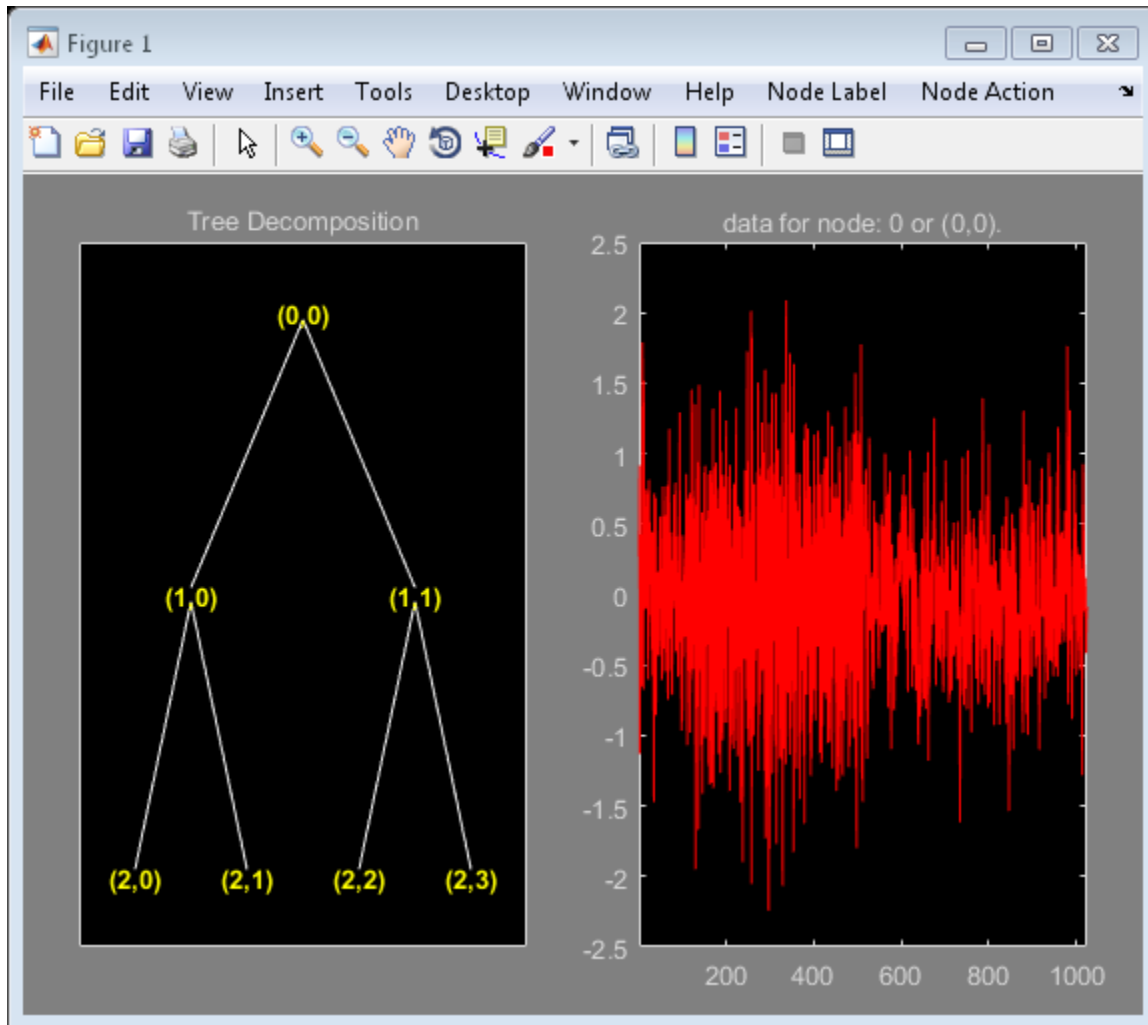 Figure 1
File Edit View Insert Tools Desktop Window Help Node Label Node Action
Tree Decomposition
(0,0)
(1,0) (1,1)
(2,0) (2,1) (2,2) (2,3)
data for node: 0 or (0,0).
2.5
2
1.5
1
0.5
0
-0.5
-1
-1.5
-2
-2.5
200 400 600 800 1000